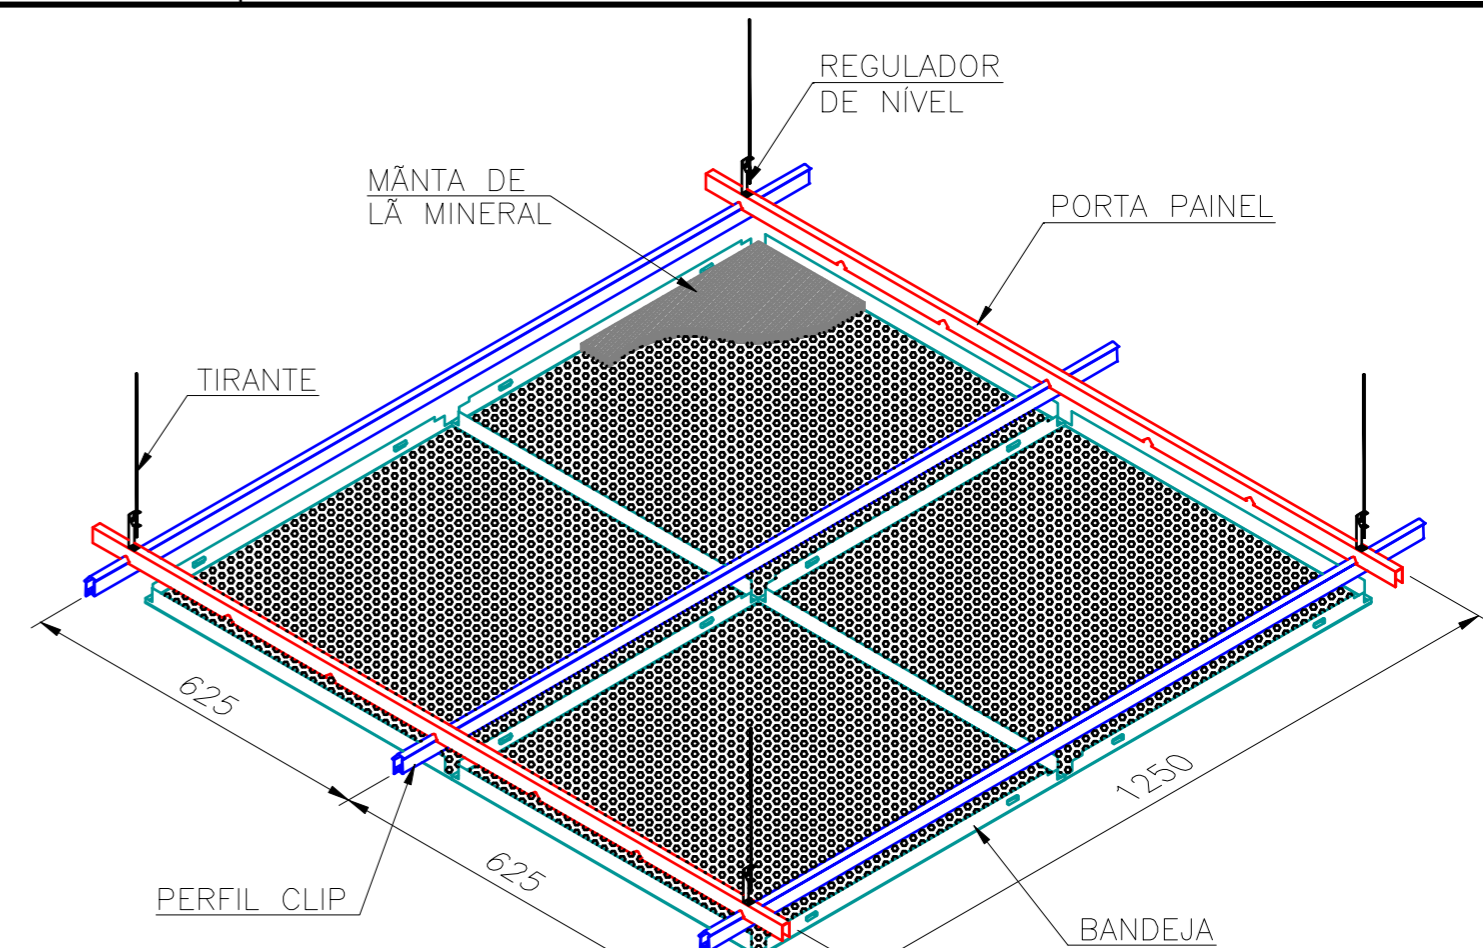 REGULADOR
DE NÍVEL
MÃNTA DE
LÃ MINERAL
PORTA PAINEL
TIRANTE
625
1250
625
PERFIL CLIP
BANDEJA